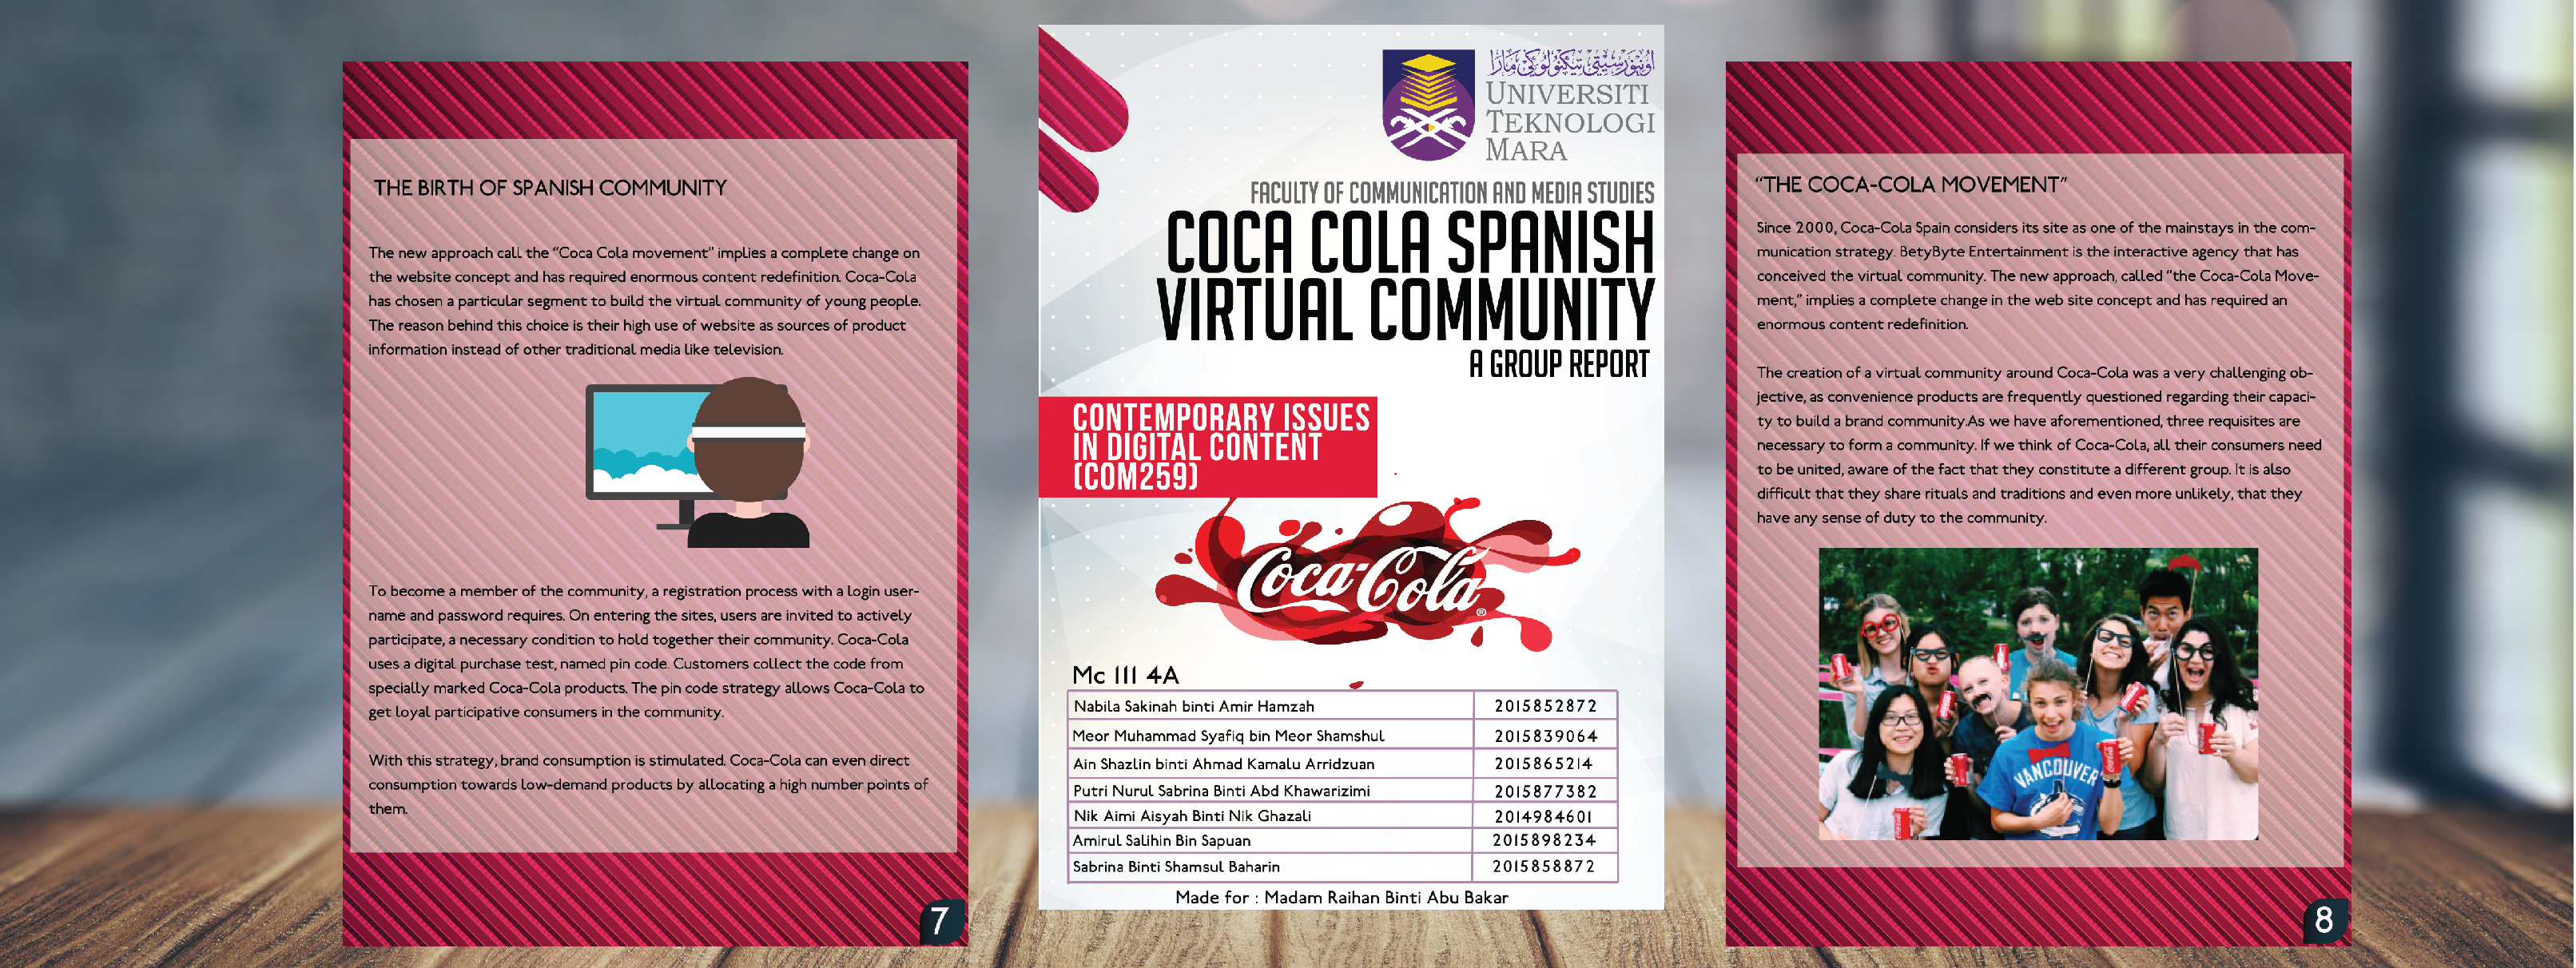 THE BIRTH OF SPANISH COMMUNITY
The new approach call the “Coca Cola movement” implies a complete change on
the website concept and has required enormous content redefinition. Coca-Cola
has chosen a particular segment to build the virtual community of young people.
The reason behind this choice is their high use of website as sources of product
information instead of other traditional media like television.
To become a member of the community, a registration process with a login user-
name and password requires. On entering the sites, users are invited to actively
participate, a necessary condition to hold together their community. Coca-Cola
uses a digital purchase test, named pin code. Customers collect the code from
specially marked Coca-Cola products. The pin code strategy allows Coca-Cola to
get loyal participative consumers in the community.
With this strategy, brand consumption is stimulated. Coca-Cola can even direct
consumption towards low-demand products by allocating a high number points of
them.
7
اونيۏرسيتي تيكنولوݢي مارا
UNIVERSITI
TEKNOLOGI
MARA
FACULTY OF COMMUNICATION AND MEDIA STUDIES
COCA COLA SPANISH
VIRTUAL COMMUNITY
A GROUP REPORT
CONTEMPORARY ISSUES
IN DIGITAL CONTENT
(COM259)
Coca-Cola®
Mc 111 4A
Nabila Sakinah binti Amir Hamzah 2015852872
Meor Muhammad Syafiq bin Meor Shamshul 2015839064
Ain Shazlin binti Ahmad Kamalu Arridzuan 2015865214
Putri Nurul Sabrina Binti Abd Khawarizimi 2015877382
Nik Aimi Aisyah Binti Nik Ghazali 2014984601
Amirul Salihin Bin Sapuan 2015898234
Sabrina Binti Shamsul Baharin 2015858872
Made for : Madam Raihan Binti Abu Bakar
“THE COCA-COLA MOVEMENT”
Since 2000, Coca-Cola Spain considers its site as one of the mainstays in the com-
munication strategy. BetyByte Entertainment is the interactive agency that has
conceived the virtual community. The new approach, called “the Coca-Cola Move-
ment,” implies a complete change in the web site concept and has required an
enormous content redefinition.
The creation of a virtual community around Coca-Cola was a very challenging ob-
jective, as convenience products are frequently questioned regarding their capaci-
ty to build a brand community.As we have aforementioned, three requisites are
necessary to form a community. If we think of Coca-Cola, all their consumers need
to be united, aware of the fact that they constitute a different group. It is also
difficult that they share rituals and traditions and even more unlikely, that they
have any sense of duty to the community.
VANCOUVER
8